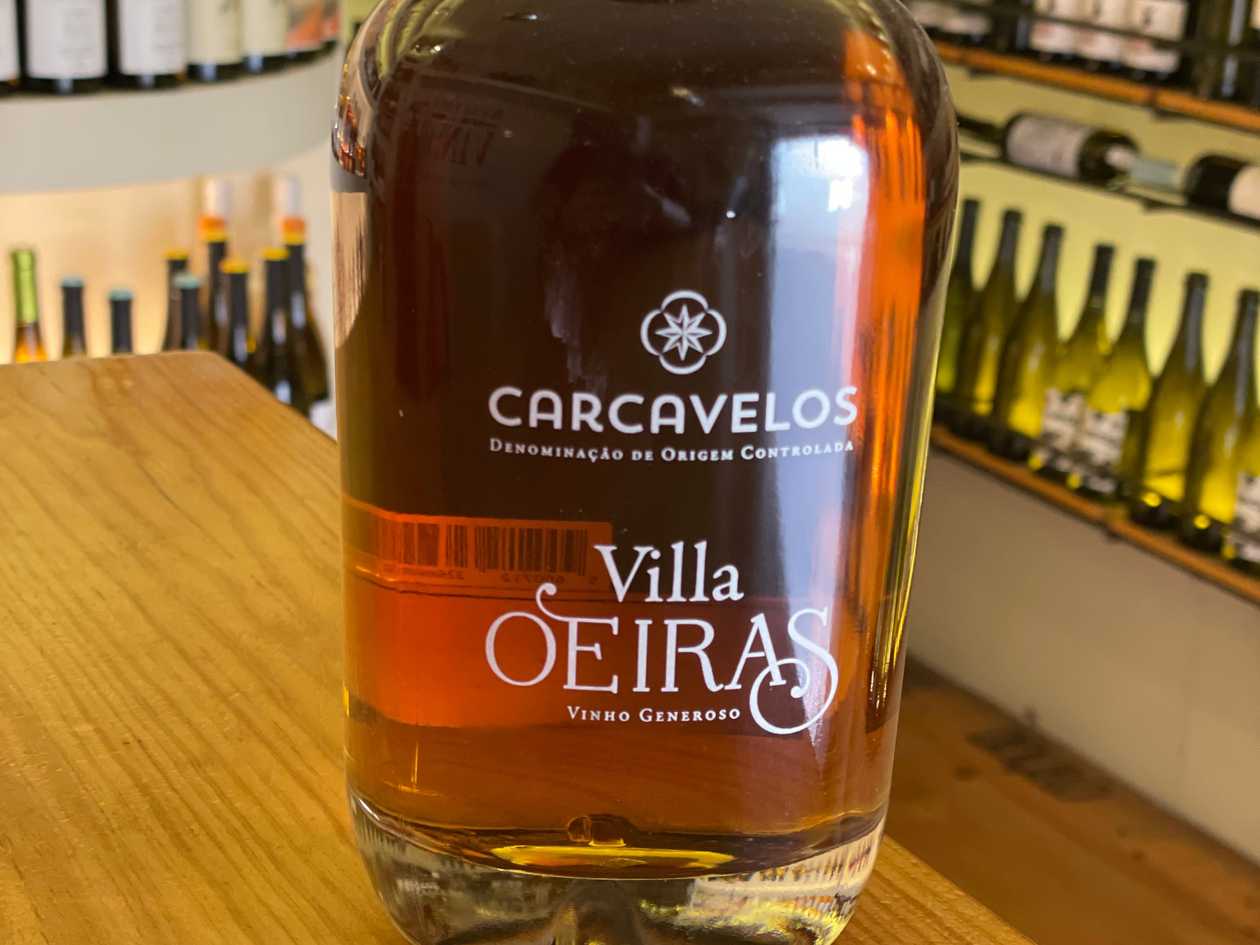 CARCAVELOS
DENOMINAÇÃO DE ORIGEM CONTROLADA
Villa
OEIRAS
VINHO GENEROSO